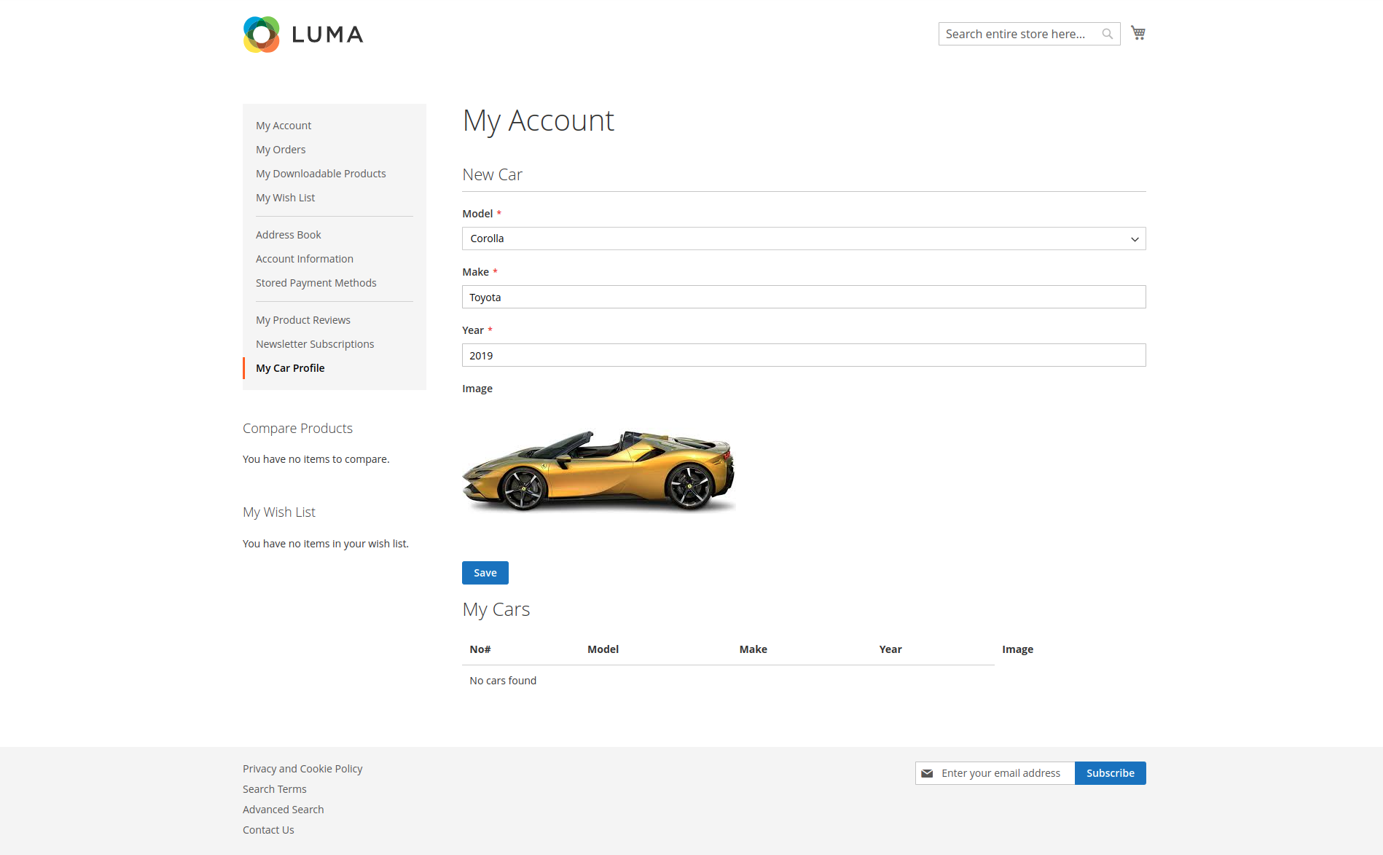 LUMA
Search entire store here...
My Account
My Orders
My Downloadable Products
My Wish List
Address Book
Account Information
Stored Payment Methods
My Product Reviews
Newsletter Subscriptions
My Car Profile
Compare Products
You have no items to compare.
My Wish List
You have no items in your wish list.
My Account
New Car
Model *
Corolla
Make *
Toyota
Year *
2019
Image
Save
My Cars
No# Model Make Year Image
No cars found
Privacy and Cookie Policy
Search Terms
Advanced Search
Contact Us
Enter your email address Subscribe